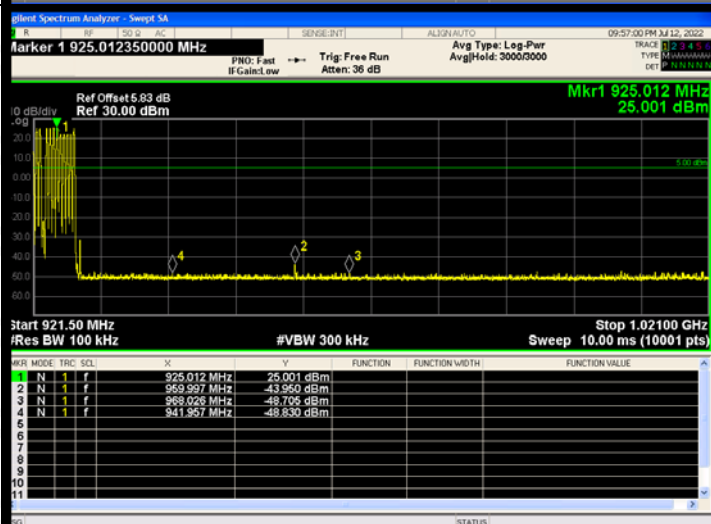 gilent Spectrum Analyzer - Swept SA
R RF 50 Ω AC SENSE:INT ALIGN AUTO 09:57:00 PM Jul 12, 2022
Marker 1 925.012350000 MHz
PNO: Fast
IFGain:Low
Trig: Free Run
Atten: 36 dB
Avg Type: Log-Pwr
Avg|Hold: 3000/3000
TRACE 1 2 3 4 5 6
TYPE M
DET P N N N N N
Ref Offset 5.83 dB
Ref 30.00 dBm
10 dB/div
Log
Mkr1 925.012 MHz
25.001 dBm
1
20.0
10.0
5.00 dBm
0.00
-10.0
-20.0
-30.0
-40.0
4
2
3
-50.0
-60.0
Start 921.50 MHz Stop 1.02100 GHz
#Res BW 100 kHz #VBW 300 kHz Sweep 10.00 ms (10001 pts)
MKR MODE TRC SCL X Y FUNCTION FUNCTION WIDTH FUNCTION VALUE
1 N 1 f 925.012 MHz 25.001 dBm
2 N 1 f 959.997 MHz -43.950 dBm
3 N 1 f 968.026 MHz -48.705 dBm
4 N 1 f 941.957 MHz -48.830 dBm
5
6
7
8
9
10
11
SG STATUS